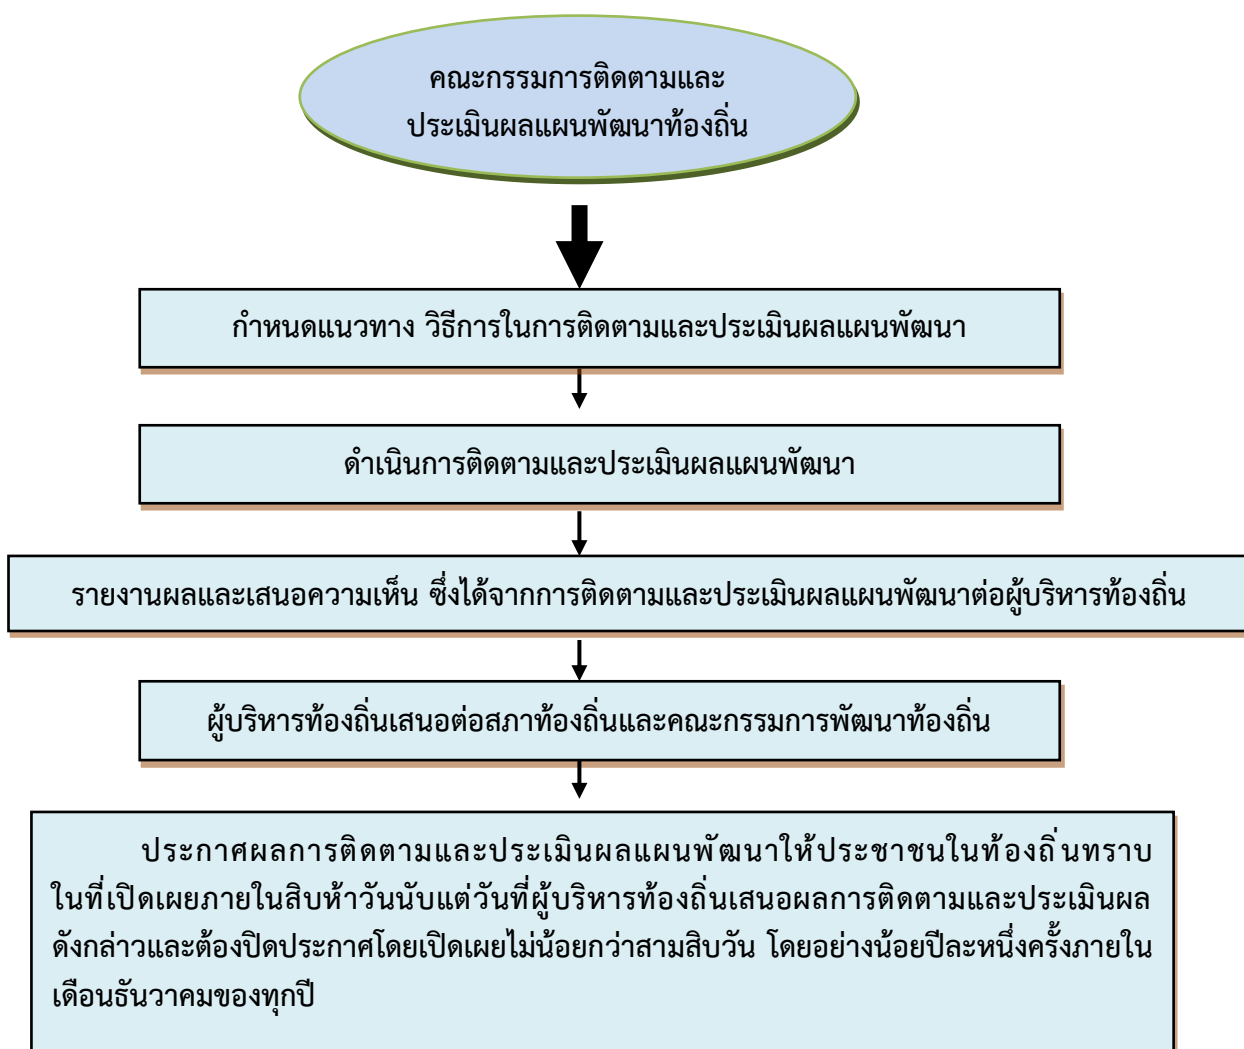 คณะกรรมการติดตามและ
ประเมินผลแผนพัฒนาท้องถิ่น
กำหนดแนวทาง วิธีการในการติดตามและประเมินผลแผนพัฒนา
ดำเนินการติดตามและประเมินผลแผนพัฒนา
รายงานผลและเสนอความเห็น ซึ่งได้จากการติดตามและประเมินผลแผนพัฒนาต่อผู้บริหารท้องถิ่น
ผู้บริหารท้องถิ่นเสนอต่อสภาท้องถิ่นและคณะกรรมการพัฒนาท้องถิ่น
ประกาศผลการติดตามและประเมินผลแผนพัฒนาให้ประชาชนในท้องถิ่นทราบ
ในที่เปิดเผยภายในสิบห้าวันนับแต่วันที่ผู้บริหารท้องถิ่นเสนอผลการติดตามและประเมินผล
ดังกล่าวและต้องปิดประกาศโดยเปิดเผยไม่น้อยกว่าสามสิบวัน โดยอย่างน้อยปีละหนึ่งครั้งภายใน
เดือนธันวาคมของทุกปี